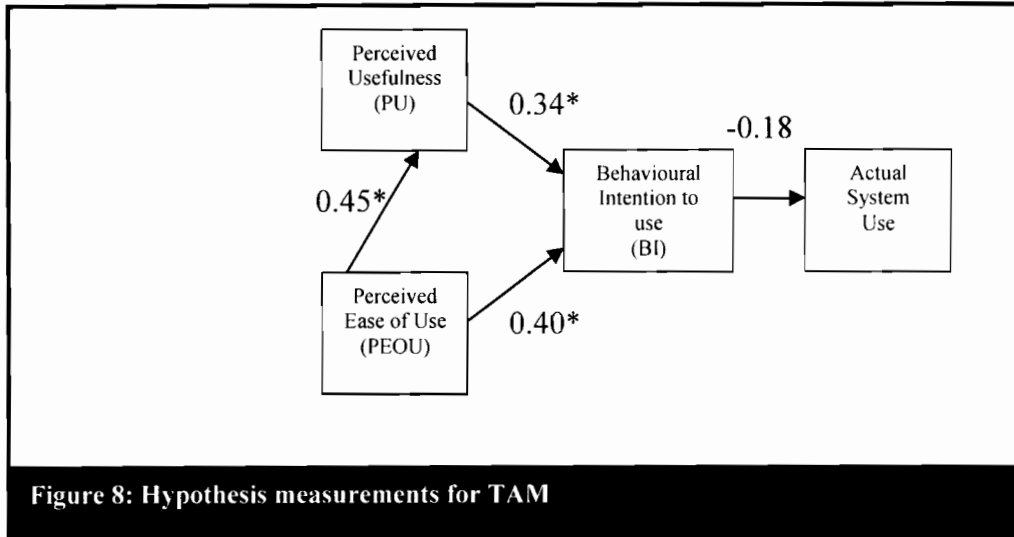 Perceived
Usefulness
(PU)
0.34*
-0.18
0.45*
Behavioural
Intention to
use
(BI)
Actual
System
Use
Perceived
Ease of Use
(PEOU)
0.40*
Figure 8: Hypothesis measurements for TAM